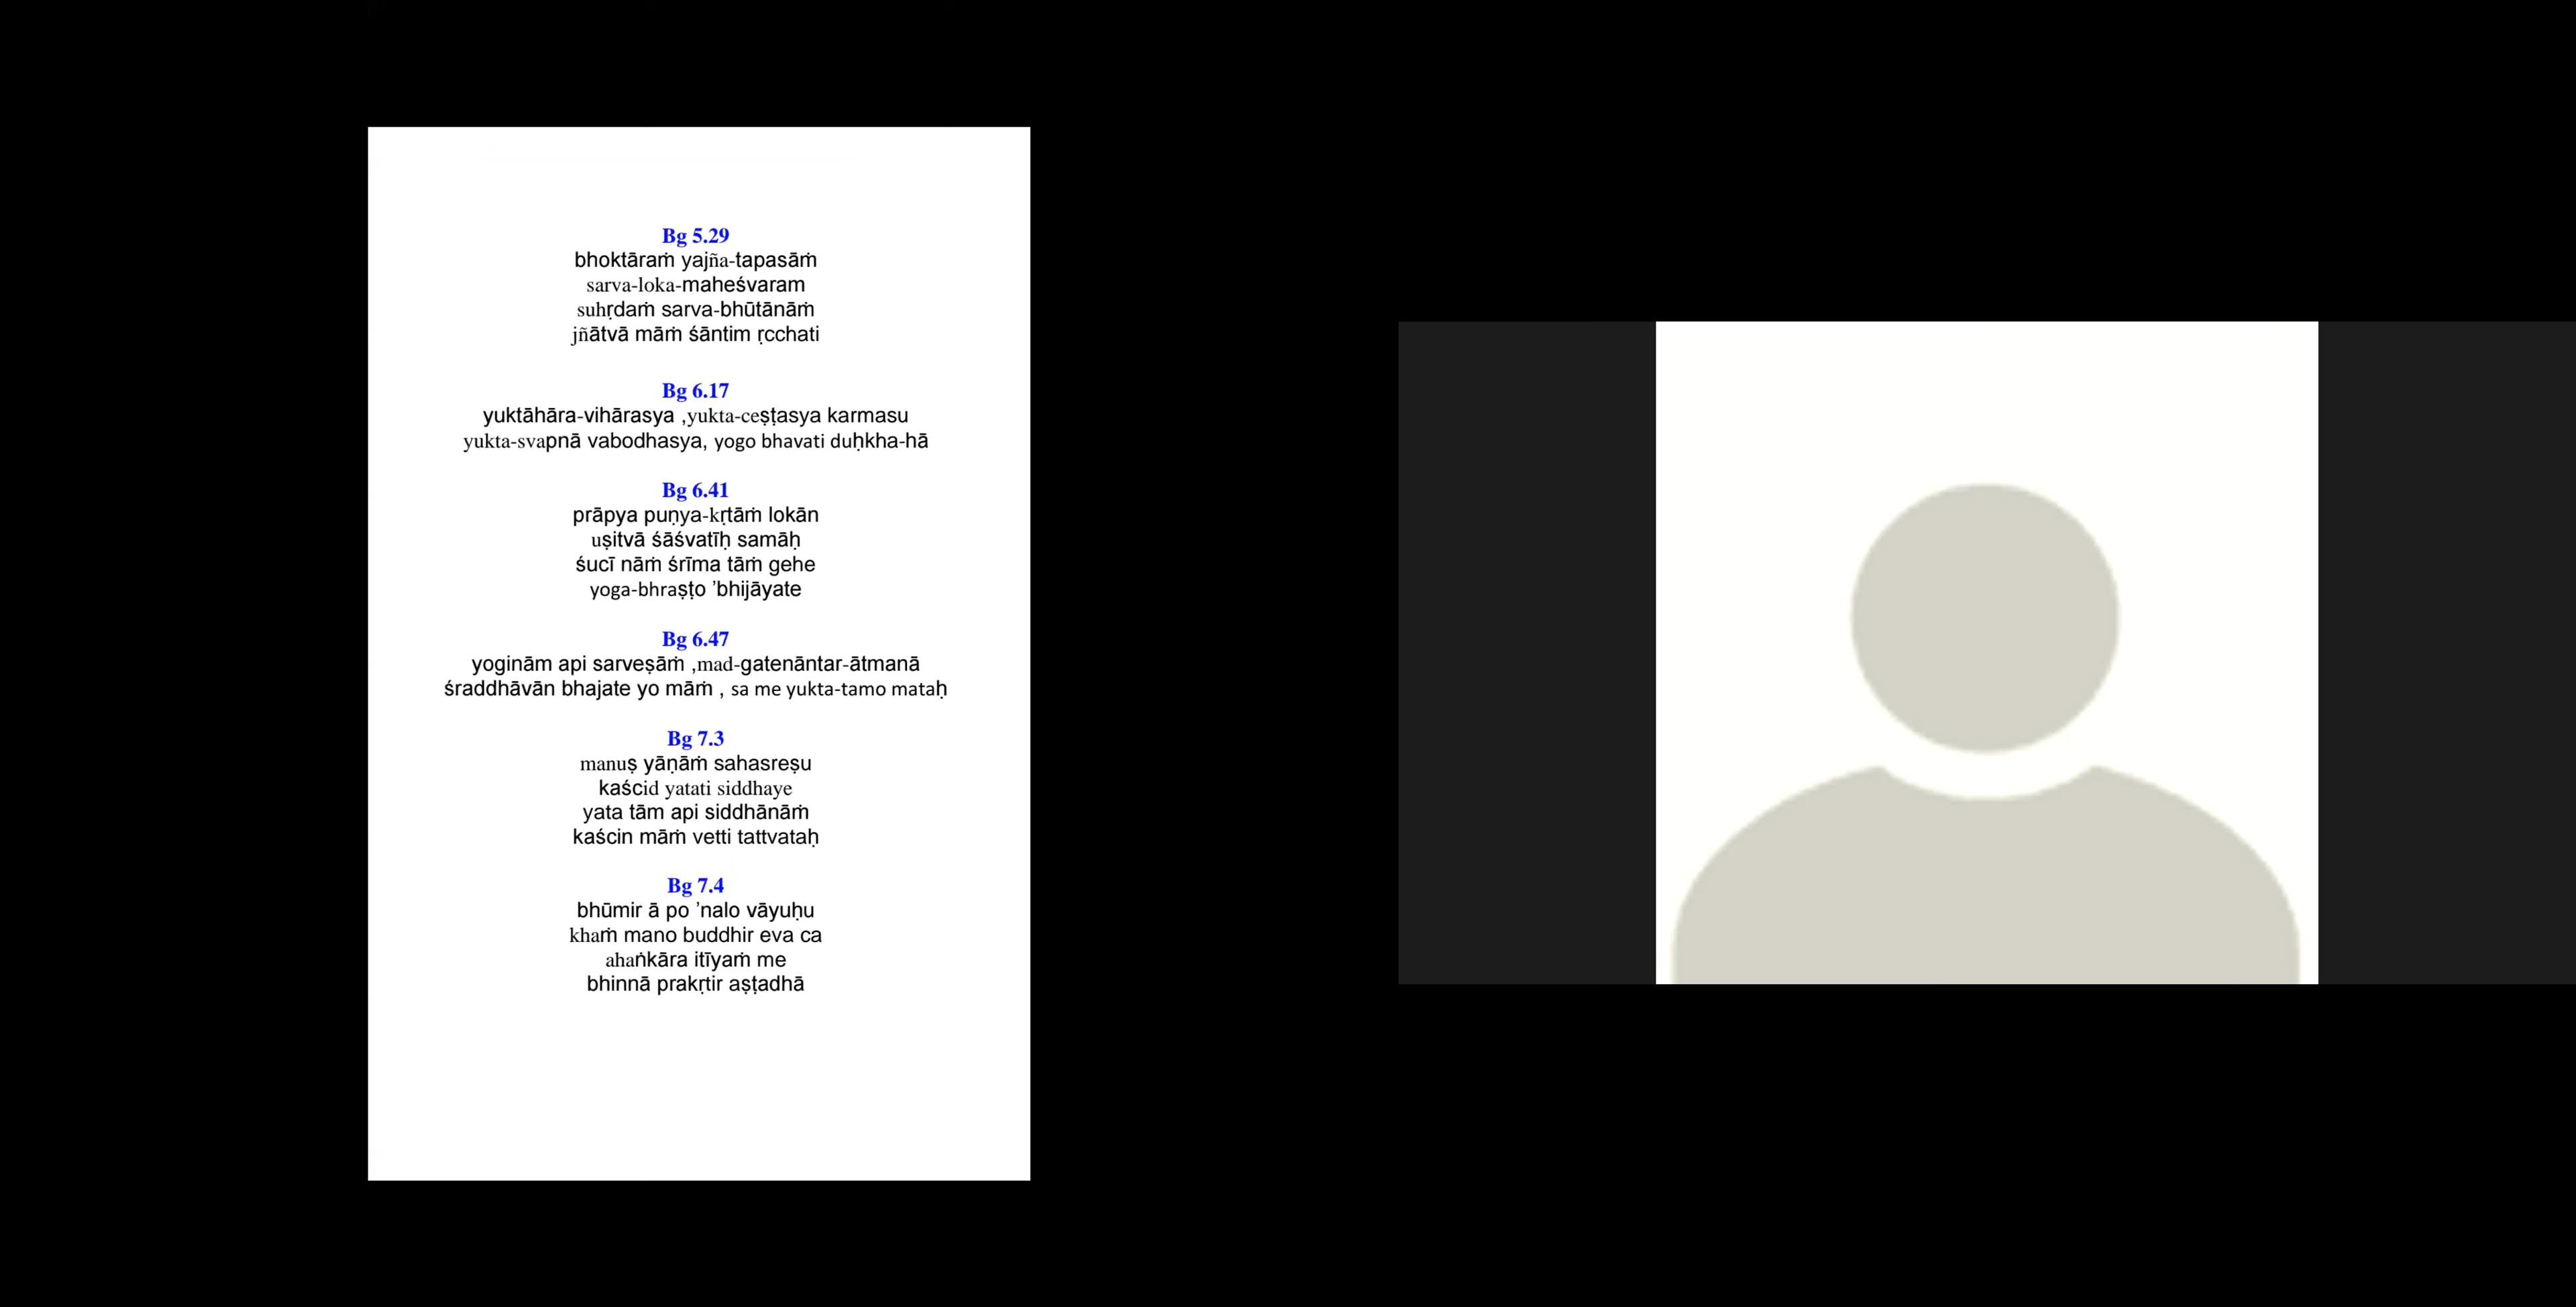 Bg 5.29
bhoktāraṁ yajña-tapasāṁ
sarva-loka-maheśvaram
suhṛdaṁ sarva-bhūtānāṁ
jñātvā māṁ śāntim ṛcchati
Bg 6.17
yuktāhāra-vihārasya ,yukta-ceṣṭasya karmasu
yukta-svapnā vabodhasya, yogo bhavati duḥkha-hā
Bg 6.41
prāpya puṇya-kṛtāṁ lokān
uṣitvā śāśvatīḥ samāḥ
śucī nāṁ śrīma tāṁ gehe
yoga-bhraṣṭo ’bhijāyate
Bg 6.47
yoginām api sarveṣāṁ ,mad-gatenāntar-ātmanā
śraddhāvān bhajate yo māṁ , sa me yukta-tamo mataḥ
Bg 7.3
manuṣ yāṇāṁ sahasreṣu
kaścid yatati siddhaye
yata tām api siddhānāṁ
kaścin māṁ vetti tattvataḥ
Bg 7.4
bhūmir ā po ’nalo vāyuḥu
khaṁ mano buddhir eva ca
ahaṅkāra itīyaṁ me
bhinnā prakṛtir aṣṭadhā